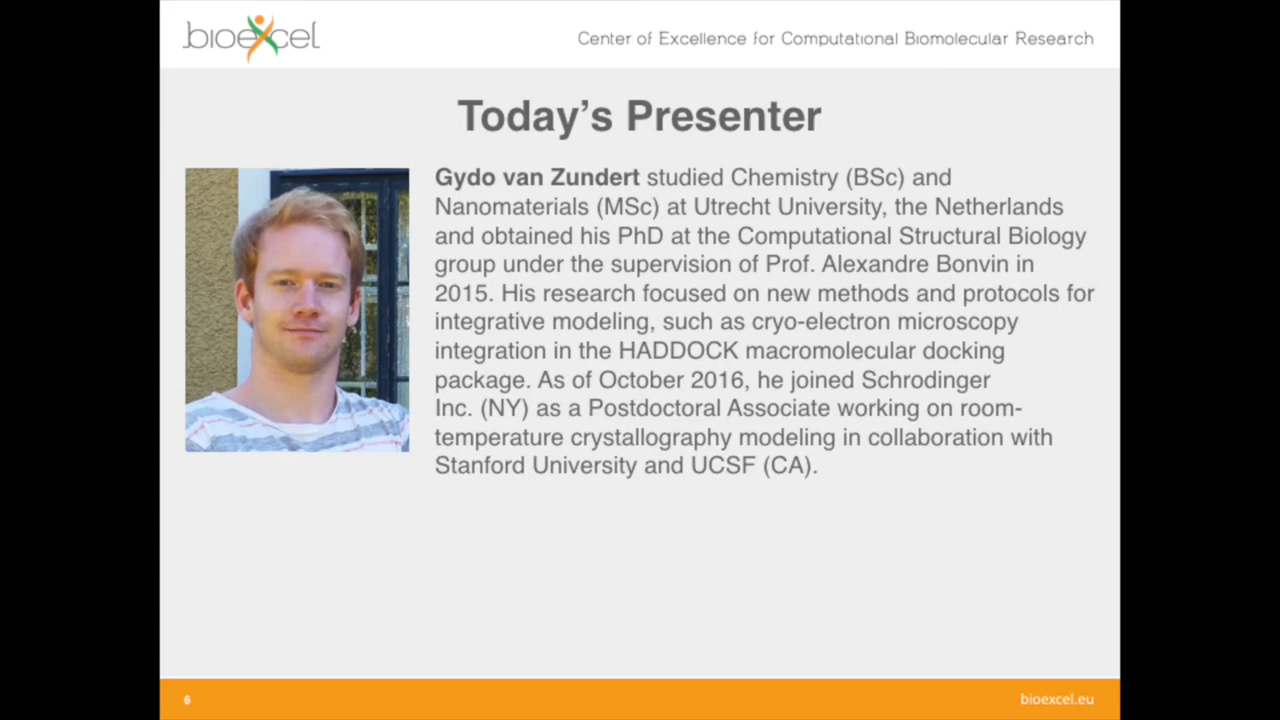 bioexcel
Center of Excellence for Computational Biomolecular Research
Today's Presenter
Gydo van Zundert studied Chemistry (BSc) and
Nanomaterials (MSc) at Utrecht University, the Netherlands
and obtained his PhD at the Computational Structural Biology
group under the supervision of Prof. Alexandre Bonvin in
2015. His research focused on new methods and protocols for
integrative modeling, such as cryo-electron microscopy
integration in the HADDOCK macromolecular docking
package. As of October 2016, he joined Schrodinger
Inc. (NY) as a Postdoctoral Associate working on room-
temperature crystallography modeling in collaboration with
Stanford University and UCSF (CA).
6
bioexcel.eu